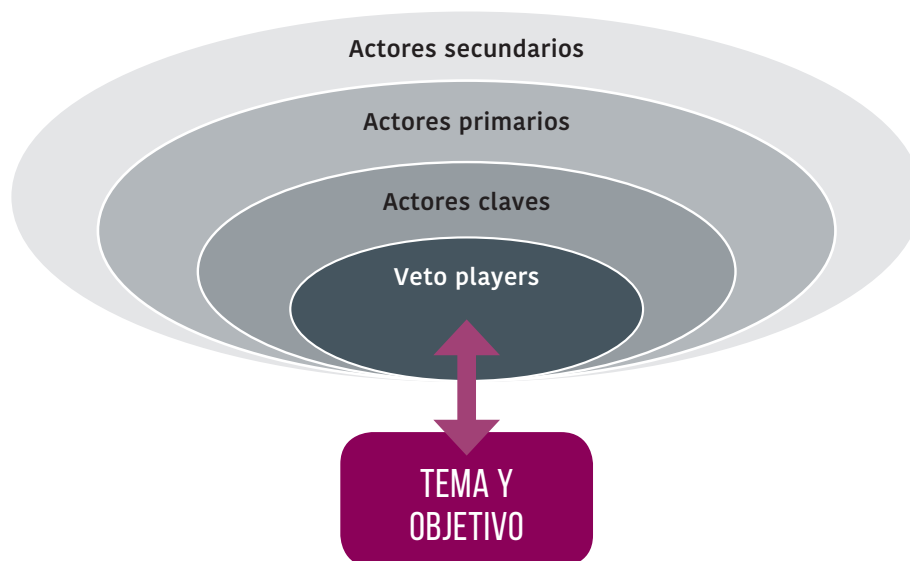 Actores secundarios
Actores primarios
Actores claves
Veto players
TEMA Y
OBJETIVO